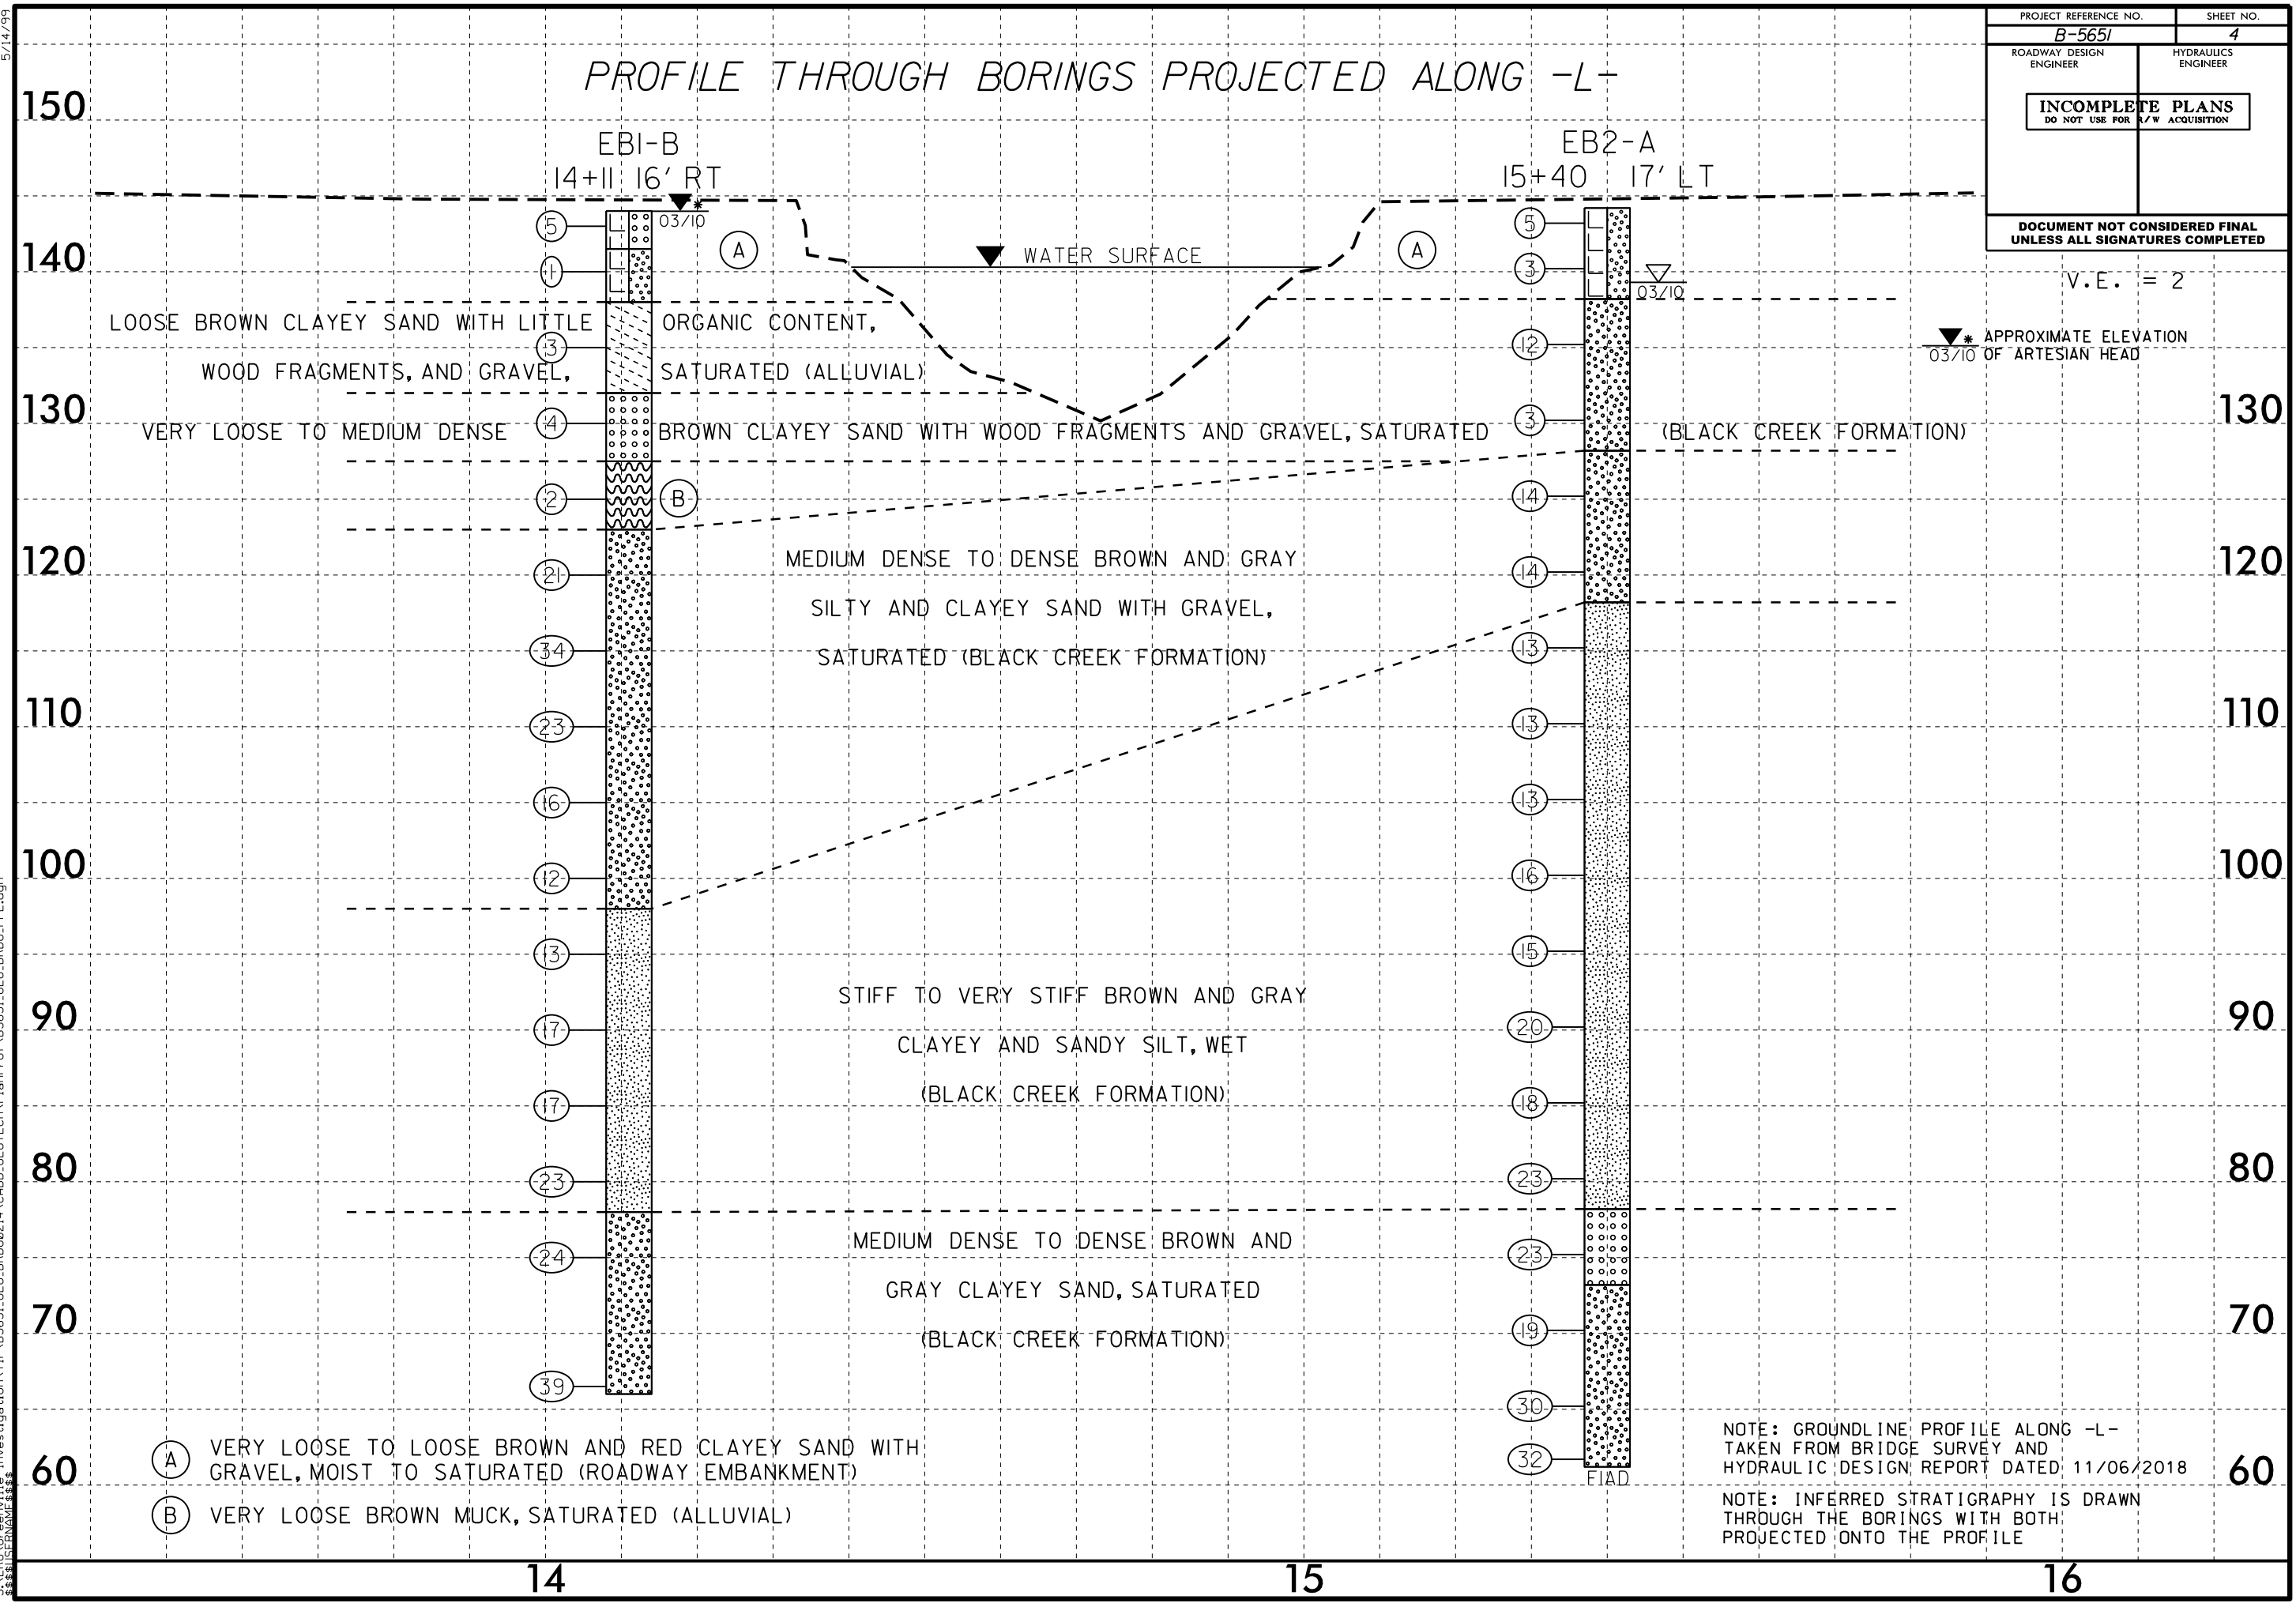 5/14/99
PROJECT REFERENCE NO.
SHEET NO.
B-5651
4
ROADWAY DESIGN
ENGINEER
HYDRAULICS
ENGINEER
INCOMPLETE PLANS
DO NOT USE FOR R/W ACQUISITION
DOCUMENT NOT CONSIDERED FINAL
UNLESS ALL SIGNATURES COMPLETED
PROFILE THROUGH BORINGS PROJECTED ALONG -L-
V.E. = 2
03/10
* APPROXIMATE ELEVATION
OF ARTESIAN HEAD
150
140
130
120
110
100
90
80
70
60
EB1-B
14+11 16' RT
*
03/10
5
1
3
4
2
21
34
23
16
12
13
17
17
23
24
39
A
WATER SURFACE
A
EB2-A
15+40 17' LT
03/10
5
3
12
3
14
14
13
13
13
16
15
20
18
23
23
19
30
32
FIAD
LOOSE BROWN CLAYEY SAND WITH LITTLE ORGANIC CONTENT,
WOOD FRAGMENTS, AND GRAVEL, SATURATED (ALLUVIAL)
VERY LOOSE TO MEDIUM DENSE BROWN CLAYEY SAND WITH WOOD FRAGMENTS AND GRAVEL, SATURATED (BLACK CREEK FORMATION)
B
MEDIUM DENSE TO DENSE BROWN AND GRAY
SILTY AND CLAYEY SAND WITH GRAVEL,
SATURATED (BLACK CREEK FORMATION)
STIFF TO VERY STIFF BROWN AND GRAY
CLAYEY AND SANDY SILT, WET
(BLACK CREEK FORMATION)
MEDIUM DENSE TO DENSE BROWN AND
GRAY CLAYEY SAND, SATURATED
(BLACK CREEK FORMATION)
130
120
110
100
90
80
70
60
A VERY LOOSE TO LOOSE BROWN AND RED CLAYEY SAND WITH
GRAVEL, MOIST TO SATURATED (ROADWAY EMBANKMENT)
B VERY LOOSE BROWN MUCK, SATURATED (ALLUVIAL)
NOTE: GROUNDLINE PROFILE ALONG -L-
TAKEN FROM BRIDGE SURVEY AND
HYDRAULIC DESIGN REPORT DATED 11/06/2018
NOTE: INFERRED STRATIGRAPHY IS DRAWN
THROUGH THE BORINGS WITH BOTH
PROJECTED ONTO THE PROFILE
14
15
16